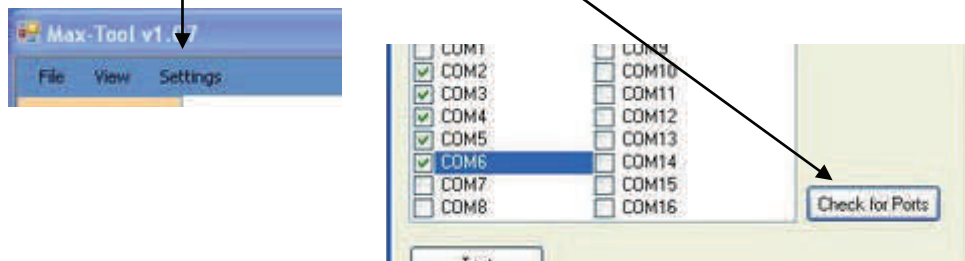 Max-Tool
File View Settings
COM1 COM9
COM2 COM10
COM3 COM11
COM4 COM12
COM5 COM13
COM6 COM14
COM7 COM15
COM8 COM16
Check for Ports